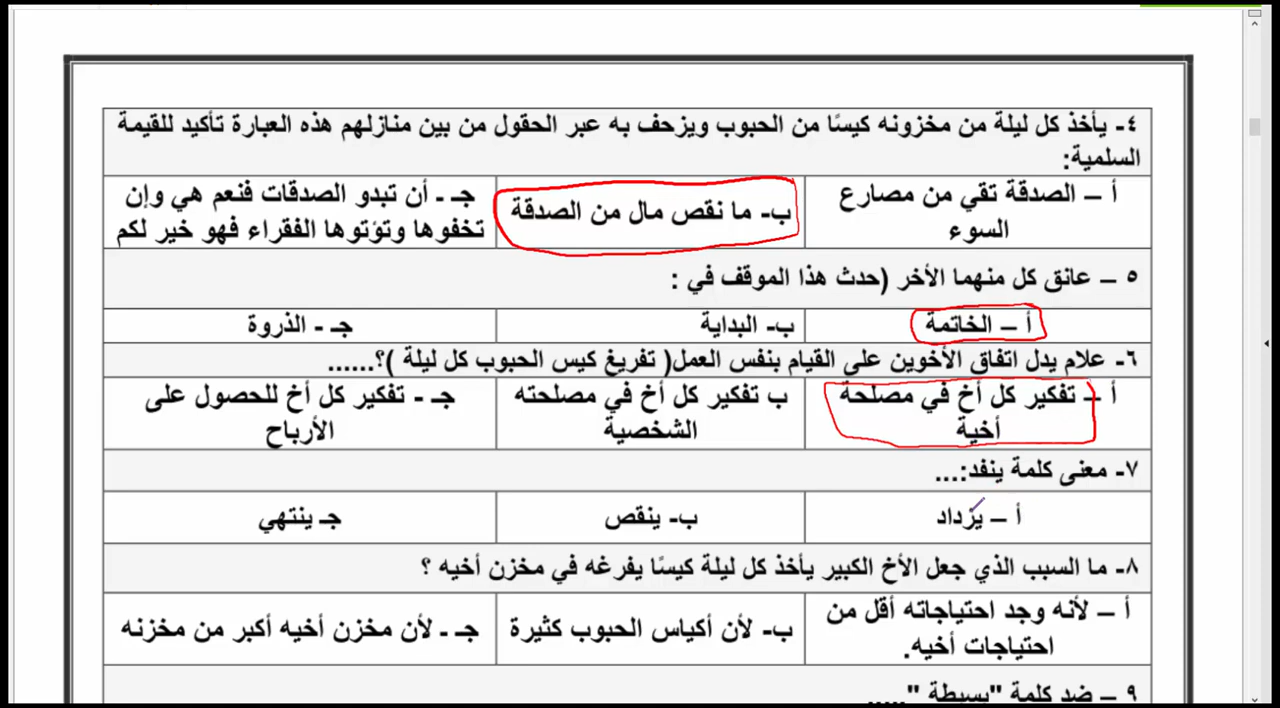 ٤- يأخذ كل ليلة من مخزونه كيسًا من الحبوب ويزحف به عبر الحقول من بين منازلهم هذه العبارة تأكيد للقيمة
السلمية:
أ – الصدقة تقي من مصارع
السوء
ب- ما نقص مال من الصدقة
جـ - أن تبدو الصدقات فنعم هي وإن
تخفوها وتؤتوها الفقراء فهو خير لكم
٥ – عانق كل منهما الأخر (حدث هذا الموقف في :
أ – الخاتمة
ب- البداية
جـ - الذروة
٦- علام يدل اتفاق الأخوين على القيام بنفس العمل( تفريغ كيس الحبوب كل ليلة )؟......
أ – تفكير كل أخ في مصلحة
أخية
ب تفكير كل أخ في مصلحته
الشخصية
جـ - تفكير كل أخ للحصول على
الأرباح
٧- معنى كلمة ينفد:...
أ – يزداد
ب- ينقص
جـ ينتهي
٨- ما السبب الذي جعل الأخ الكبير يأخذ كل ليلة كيسًا يفرغه في مخزن أخيه ؟
أ – لأنه وجد احتياجاته أقل من
احتياجات أخيه.
ب- لأن أكياس الحبوب كثيرة
جـ - لأن مخزن أخيه أكبر من مخزنه
٩ – ضد كلمة "بسيطة ".....